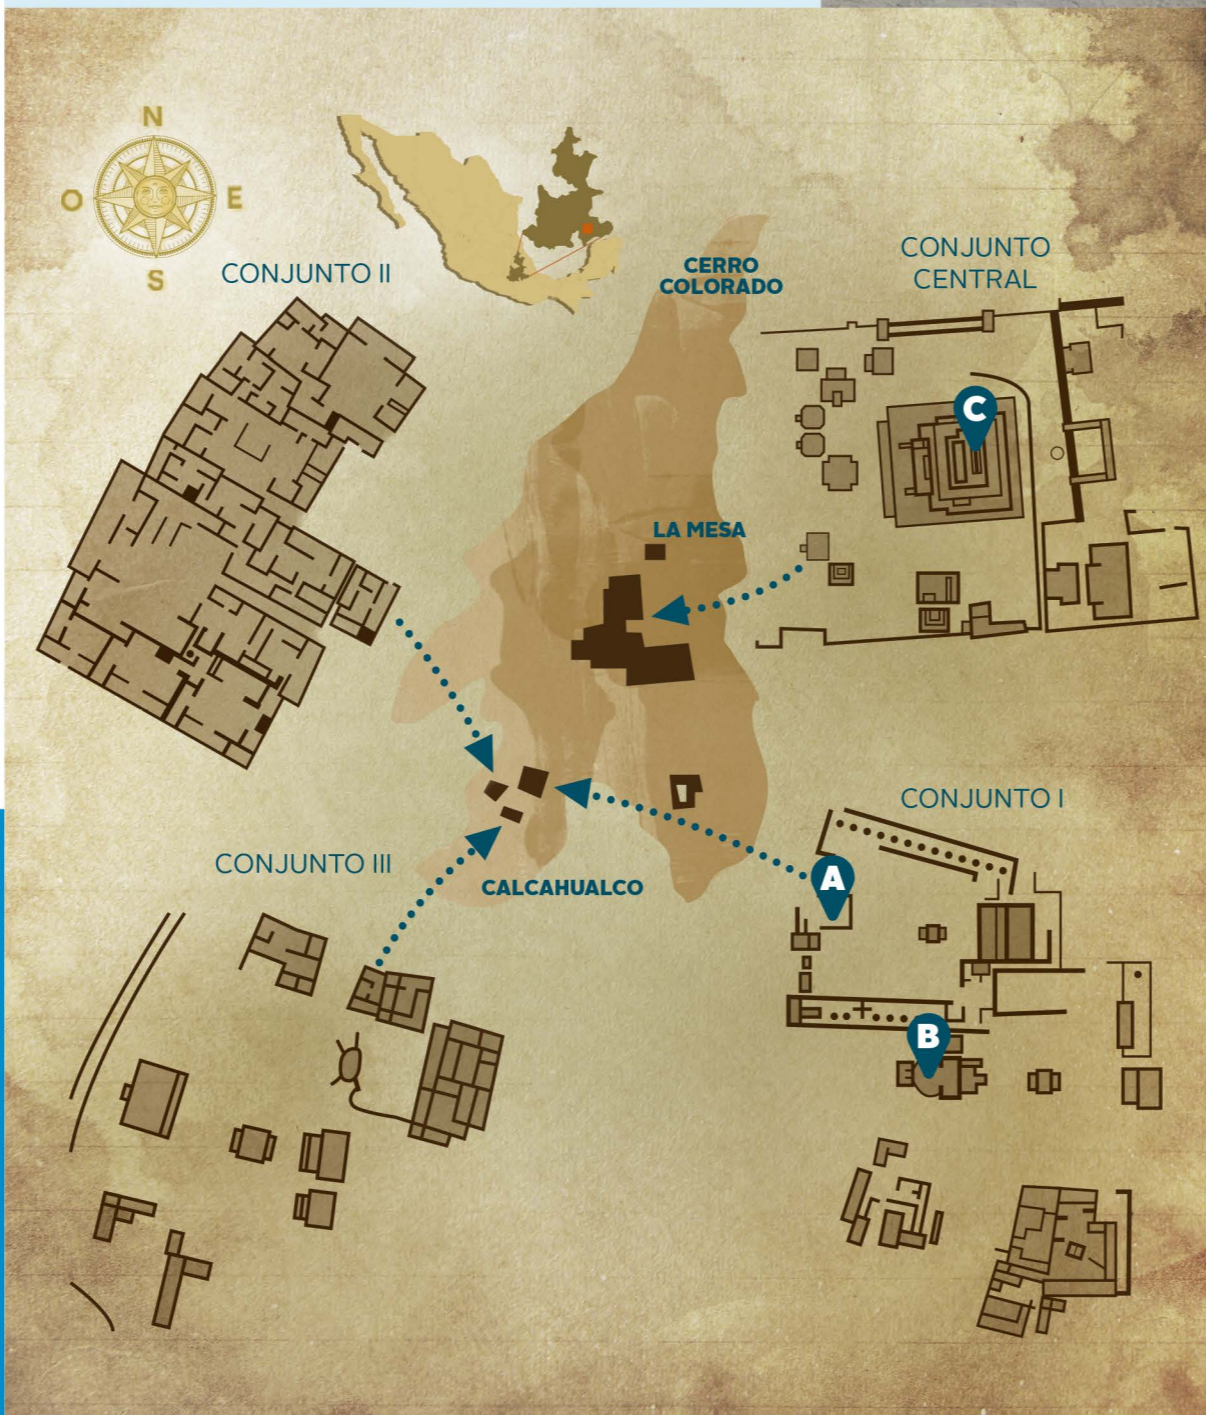 N
O
E
S
CONJUNTO II
CERRO
COLORADO
CONJUNTO
CENTRAL
C
LA MESA
CONJUNTO I
CONJUNTO III
A
CALCAHUALCO
B